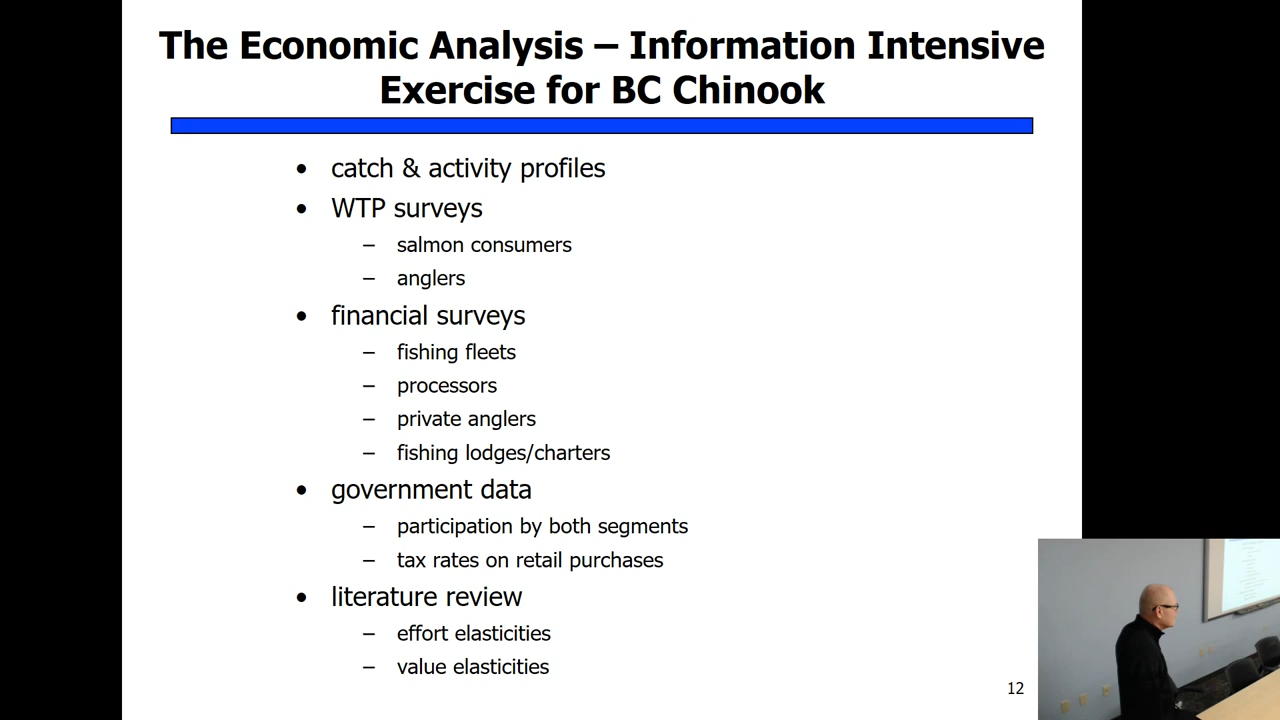 The Economic Analysis – Information Intensive
Exercise for BC Chinook
• catch & activity profiles
• WTP surveys
– salmon consumers
– anglers
• financial surveys
– fishing fleets
– processors
– private anglers
– fishing lodges/charters
• government data
– participation by both segments
– tax rates on retail purchases
• literature review
– effort elasticities
– value elasticities
12